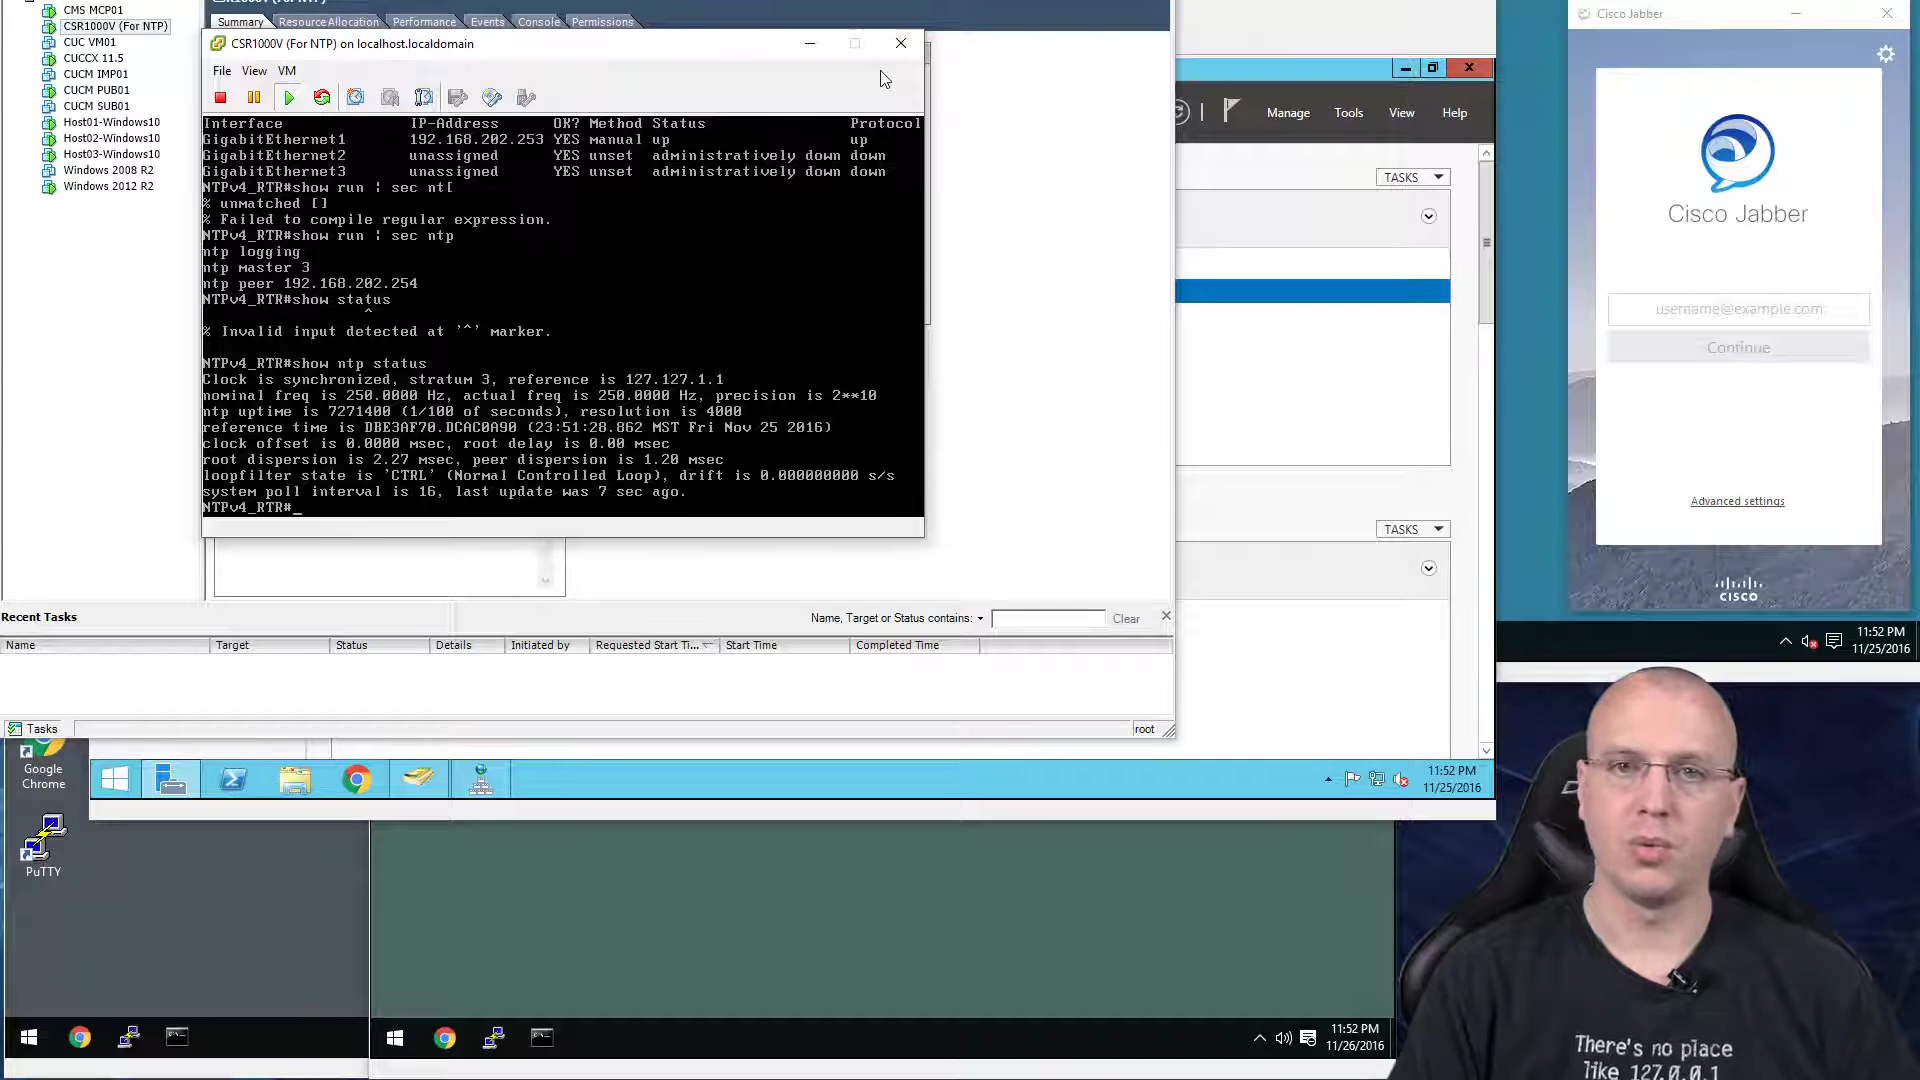 CMS MCP01
CSR1000V (For NTP)
CUC VM01
CUCCX 11.5
CUCM IMP01
CUCM PUB01
CUCM SUB01
Host01-Windows10
Host02-Windows10
Host03-Windows10
Windows 2008 R2
Windows 2012 R2
Summary Resource Allocation Performance Events Console Permissions
CSR1000V (For NTP) on localhost.localdomain
File View VM
Interface IP-Address OK? Method Status Protocol
GigabitEthernet1 192.168.202.253 YES manual up up
GigabitEthernet2 unassigned YES unset administratively down down
GigabitEthernet3 unassigned YES unset administratively down down
NTPv4_RTR#show run | sec nt[
% unmatched []
% Failed to compile regular expression.
NTPv4_RTR#show run | sec ntp
ntp logging
ntp master 3
ntp peer 192.168.202.254
NTPv4_RTR#show status
^
% Invalid input detected at '^' marker.
NTPv4_RTR#show ntp status
Clock is synchronized, stratum 3, reference is 127.127.1.1
nominal freq is 250.0000 Hz, actual freq is 250.0000 Hz, precision is 2**10
ntp uptime is 7271400 (1/100 of seconds), resolution is 4000
reference time is DBE3AF70.DCAC0A90 (23:51:28.862 MST Fri Nov 25 2016)
clock offset is 0.0000 msec, root delay is 0.00 msec
root dispersion is 2.27 msec, peer dispersion is 1.20 msec
loopfilter state is 'CTRL' (Normal Controlled Loop), drift is 0.000000000 s/s
system poll interval is 16, last update was 7 sec ago.
NTPv4_RTR#_
Manage Tools View Help
TASKS
TASKS
Cisco Jabber
Cisco Jabber
username@example.com
Continue
Advanced settings
CISCO
11:52 PM
11/25/2016
Recent Tasks
Name, Target or Status contains: Clear
Name Target Status Details Initiated by Requested Start Ti... Start Time Completed Time
Tasks
root
Google
Chrome
11:52 PM
11/25/2016
PuTTY
11:52 PM
11/26/2016
There's no place
like 127.0.0.1